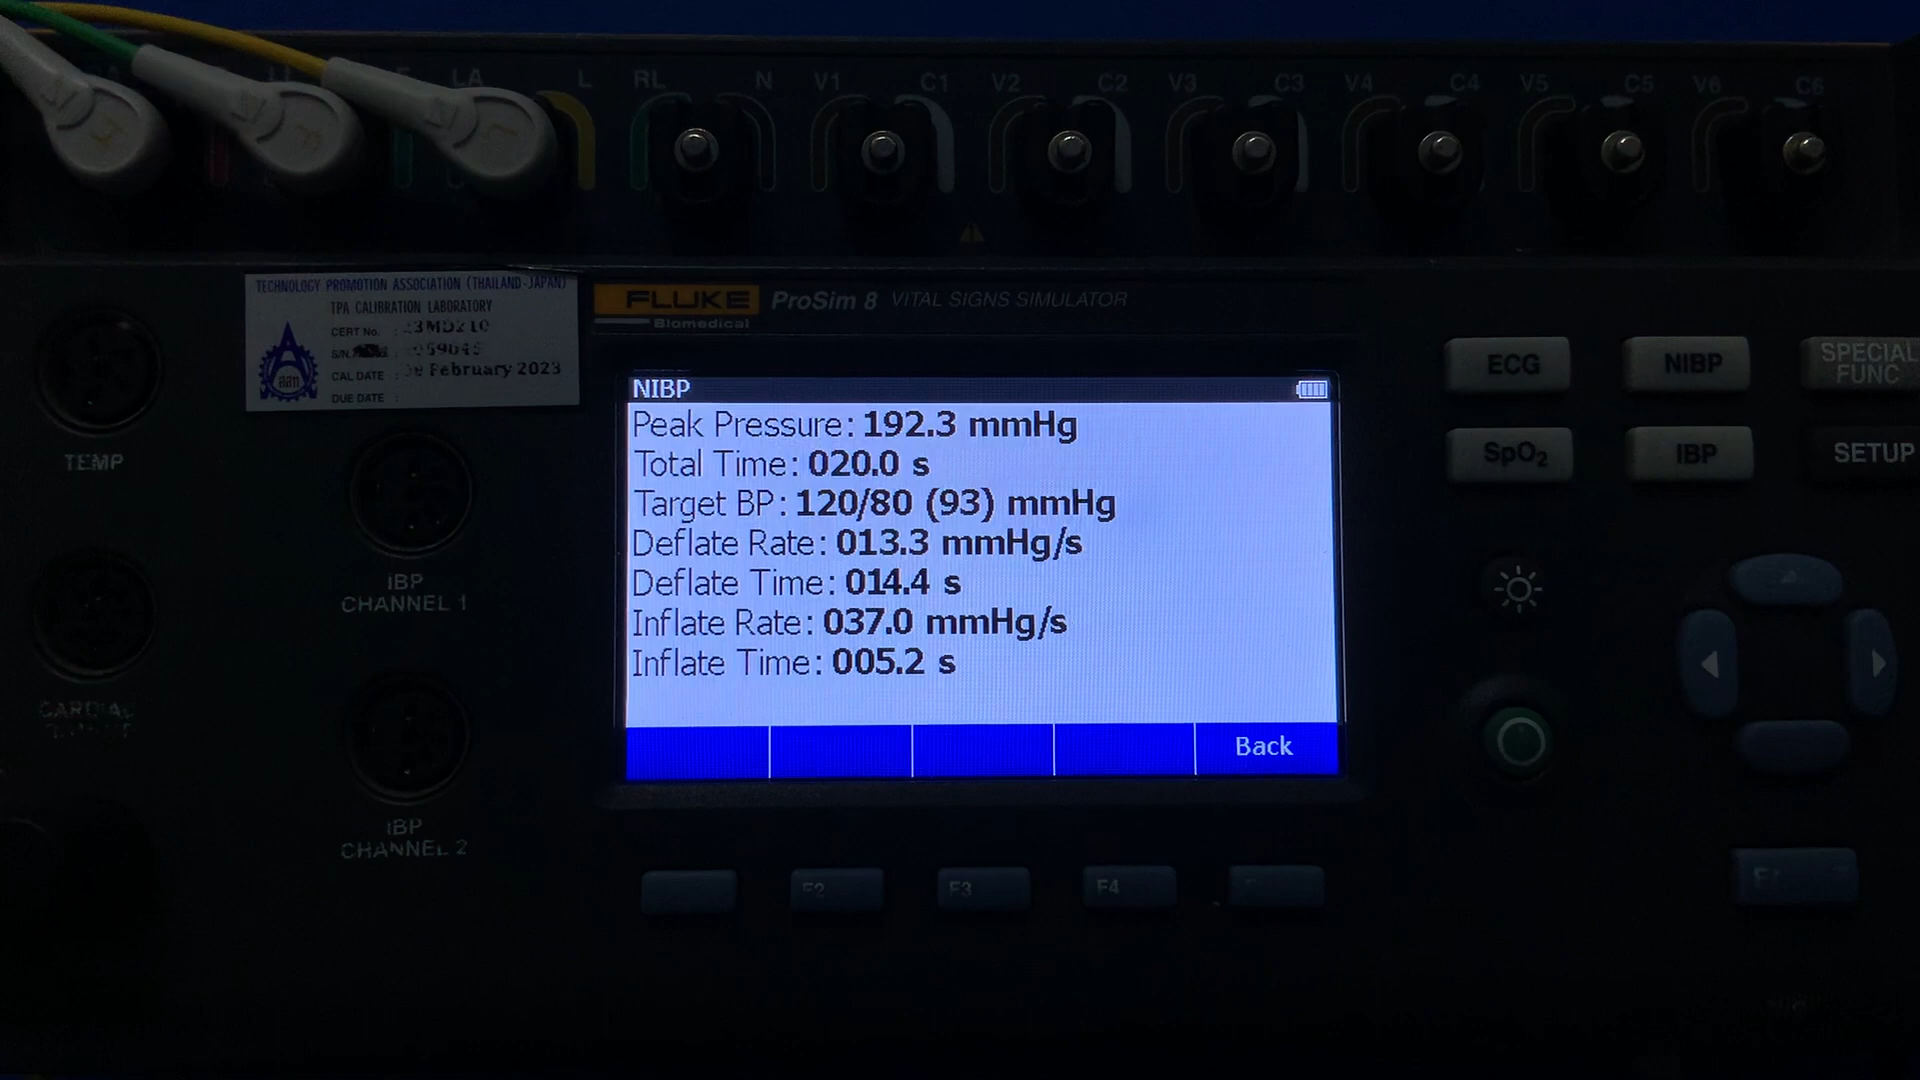 LA L RL N V1 C1 V2 C2 V3 C3 V4 C4 V5 C5 V6 C6
TECHNOLOGY PROMOTION ASSOCIATION (THAILAND-JAPAN)
TPA CALIBRATION LABORATORY
CERT No. :
S/N.
CAL DATE : February 2023
DUE DATE :
FLUKE
Biomedical
ProSim 8 VITAL SIGNS SIMULATOR
NIBP
Peak Pressure: 192.3 mmHg
Total Time: 020.0 s
Target BP: 120/80 (93) mmHg
Deflate Rate: 013.3 mmHg/s
Deflate Time: 014.4 s
Inflate Rate: 037.0 mmHg/s
Inflate Time: 005.2 s
Back
TEMP
IBP
CHANNEL 1
IBP
CHANNEL 2
F2 F3 F4
ECG NIBP SPECIAL
FUNC
SpO2 IBP SETUP